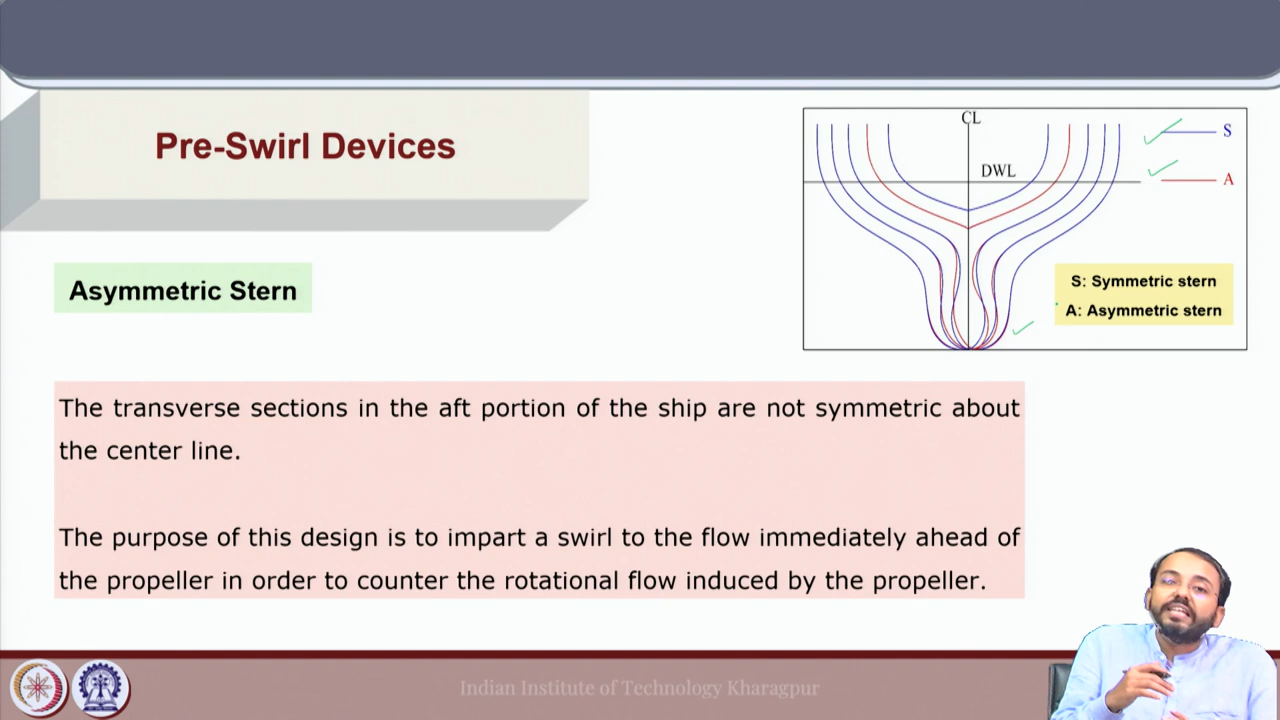 Pre-Swirl Devices
CL
DWL
S
A
S: Symmetric stern
A: Asymmetric stern
Asymmetric Stern
The transverse sections in the aft portion of the ship are not symmetric about
the center line.
The purpose of this design is to impart a swirl to the flow immediately ahead of
the propeller in order to counter the rotational flow induced by the propeller.
Indian Institute of Technology Kharagpur